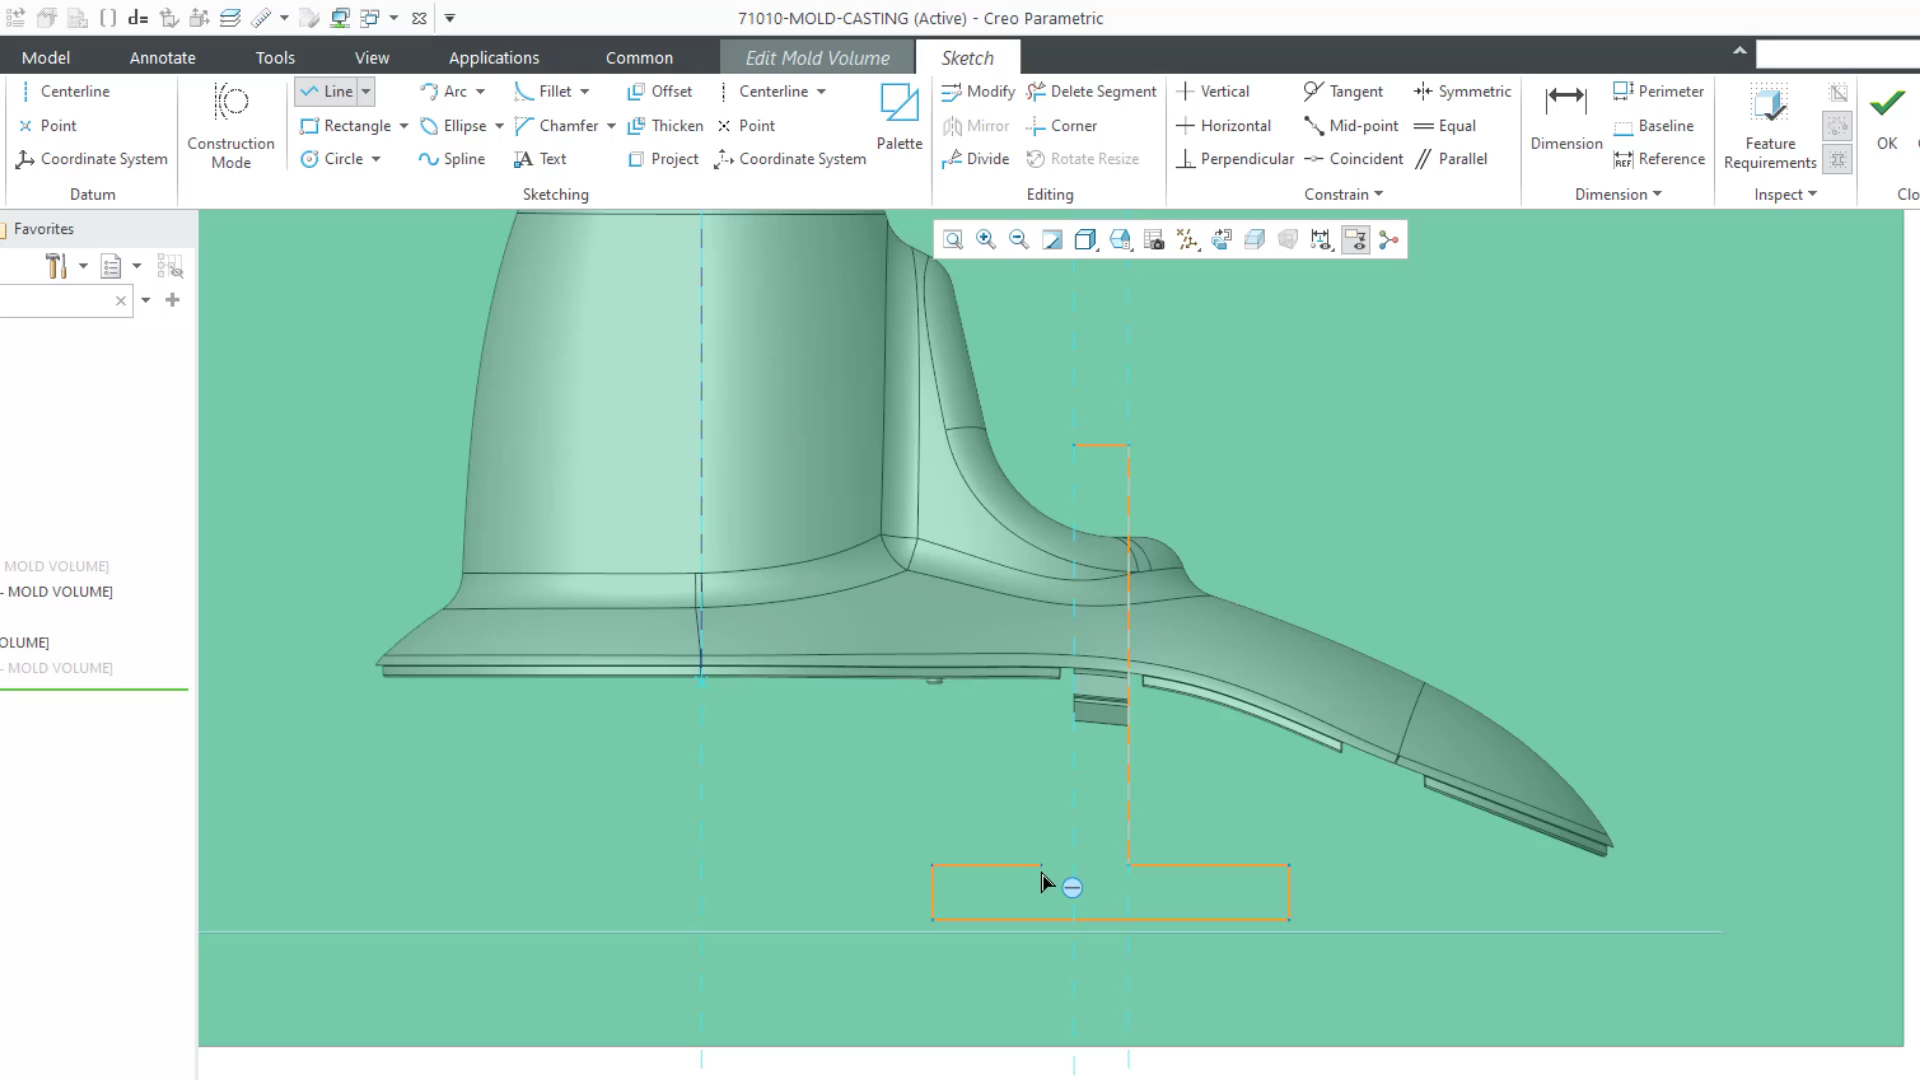 71010-MOLD-CASTING (Active) - Creo Parametric
Model Annotate Tools View Applications Common Edit Mold Volume Sketch
Centerline Line Arc Fillet Offset Centerline Modify Delete Segment Vertical Tangent Symmetric Perimeter
Point Rectangle Ellipse Chamfer Thicken Point Mirror Corner Horizontal Mid-point Equal Baseline
Construction Mode Palette Dimension Feature Requirements OK
Coordinate System Circle Spline Text Project Coordinate System Divide Rotate Resize Perpendicular Coincident Parallel Reference
Datum Sketching Editing Constrain Dimension Inspect Clo
Favorites
MOLD VOLUME]
- MOLD VOLUME]
OLUME]
- MOLD VOLUME]